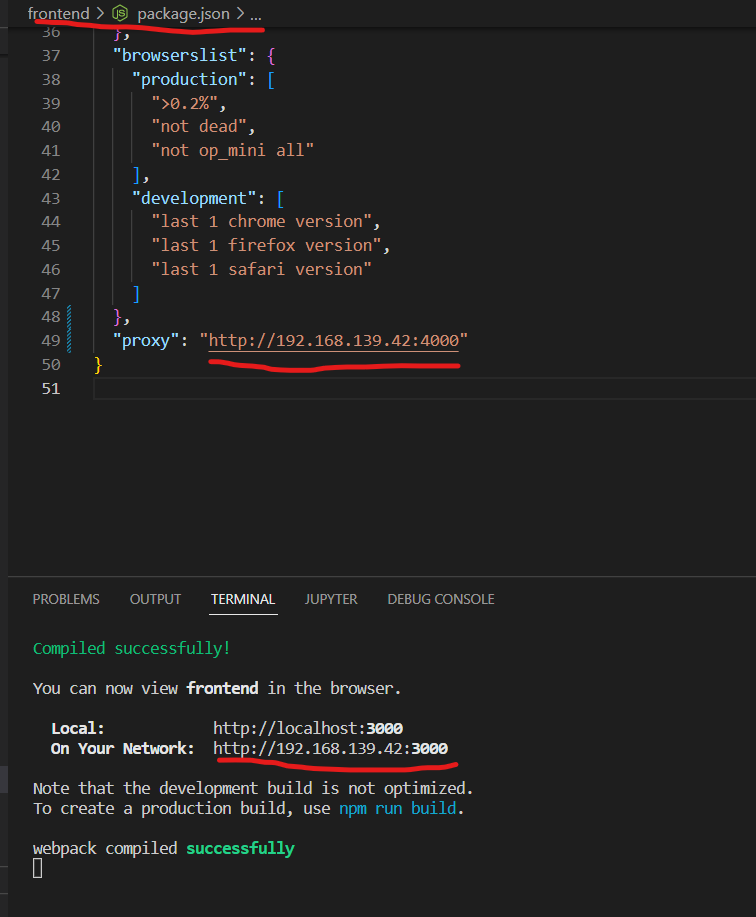 frontend > JS package.json > ...
36 },
37 "browserslist": {
38 "production": [
39 ">0.2%",
40 "not dead",
41 "not op_mini all"
42 ],
43 "development": [
44 "last 1 chrome version",
45 "last 1 firefox version",
46 "last 1 safari version"
47 ]
48 },
49 "proxy": "http://192.168.139.42:4000"
50 }
51
PROBLEMS OUTPUT TERMINAL JUPYTER DEBUG CONSOLE
Compiled successfully!
You can now view frontend in the browser.
Local: http://localhost:3000
On Your Network: http://192.168.139.42:3000
Note that the development build is not optimized.
To create a production build, use npm run build.
webpack compiled successfully